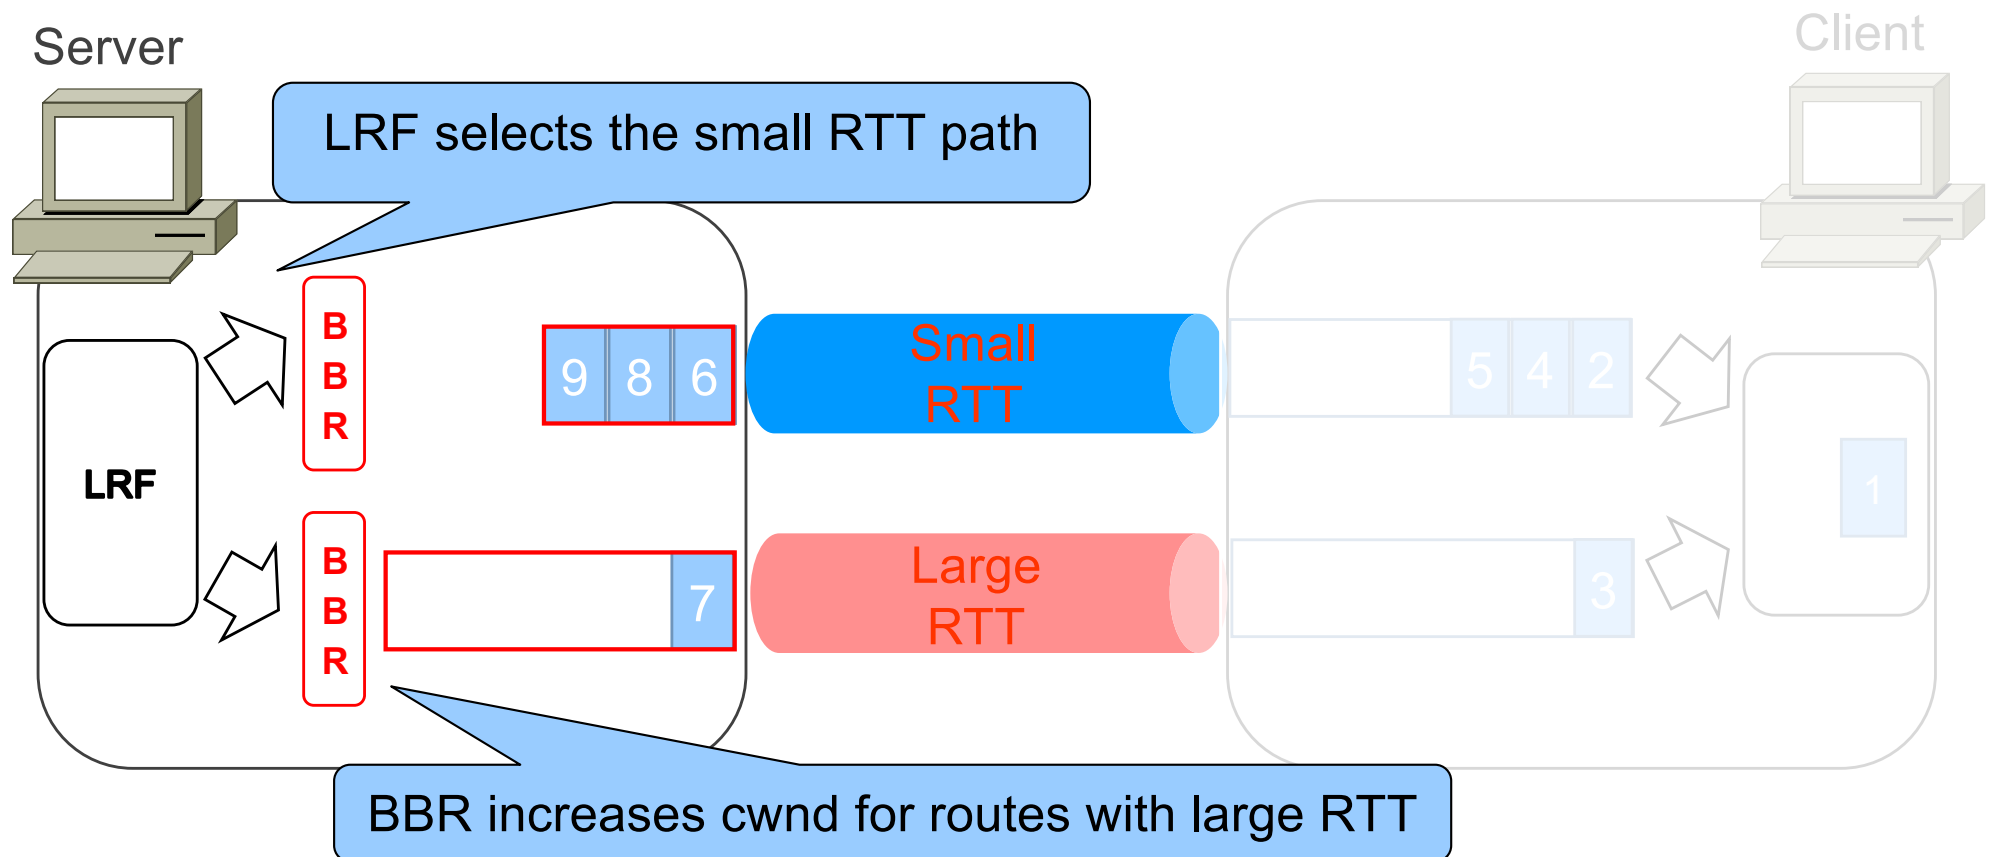 Server
Client
LRF selects the small RTT path
B
B
R
9 8 6
Small
RTT
5 4 2
LRF
1
B
B
R
7
Large
RTT
3
BBR increases cwnd for routes with large RTT